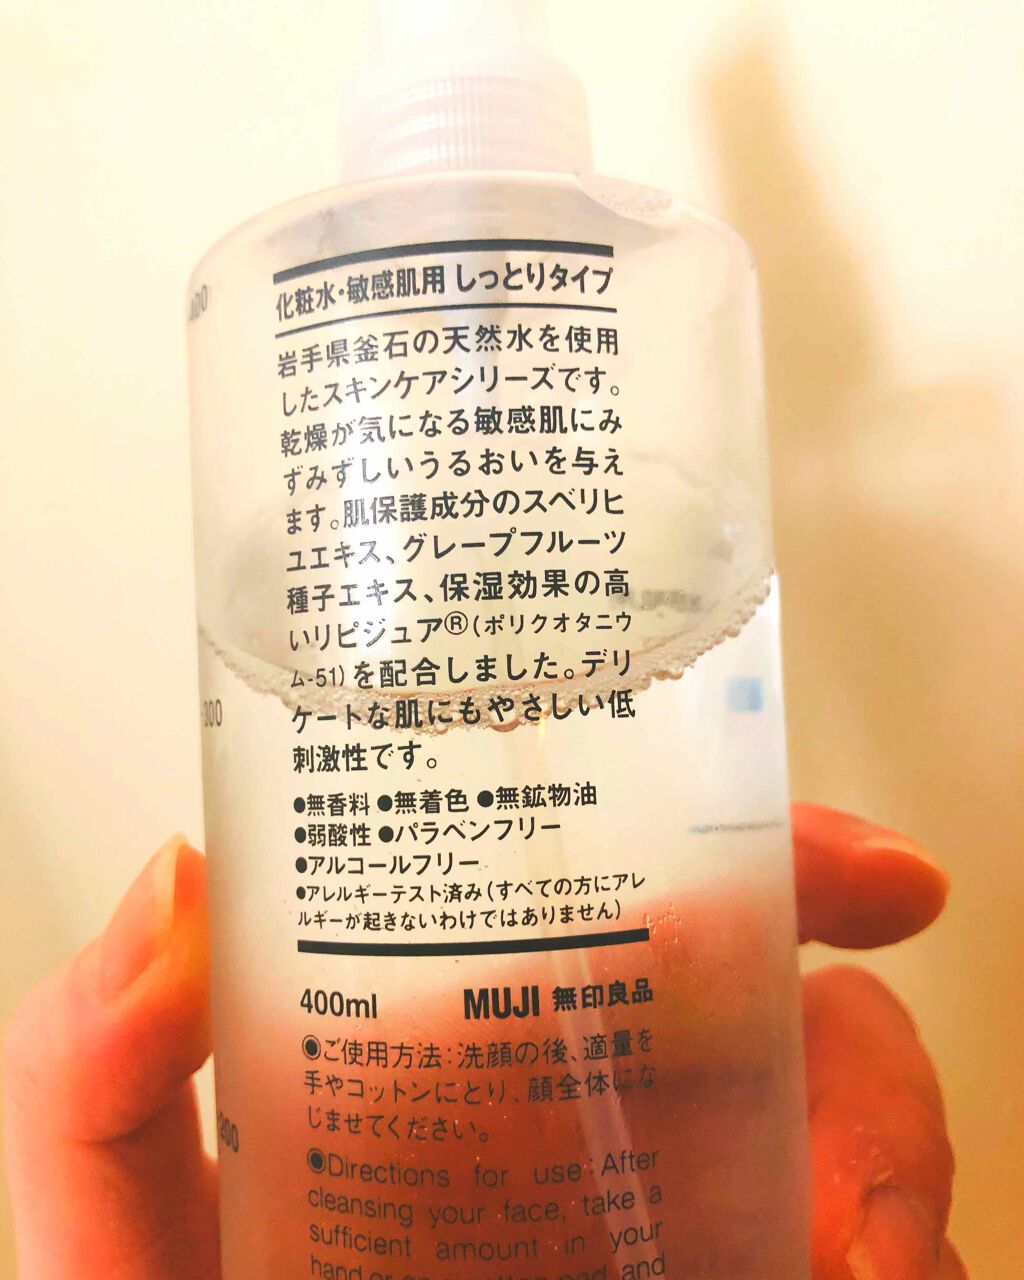 化粧水・敏感肌用 しっとりタイプ
岩手県釜石の天然水を使用
したスキンケアシリーズです。
乾燥が気になる敏感肌にみ
ずみずしいうるおいを与え
ます。肌保護成分のスベリヒ
ユエキス、グレープフルーツ
種子エキス、保湿効果の高
いリピジュア®(ポリクオタニウ
ム-51)を配合しました。デリ
ケートな肌にもやさしい低
刺激性です。
●無香料 ●無着色 ●無鉱物油
●弱酸性 ●パラベンフリー
●アルコールフリー
●アレルギーテスト済み(すべての方にアレ
ルギーが起きないわけではありません)
400ml MUJI 無印良品
◉ご使用方法:洗顔の後、適量を
手やコットンにとり、顔全体にな
じませてください。
◉Directions for use:After
cleansing your face, take a
sufficient amount in your
hand or on a cotton pad, and
400
300
200